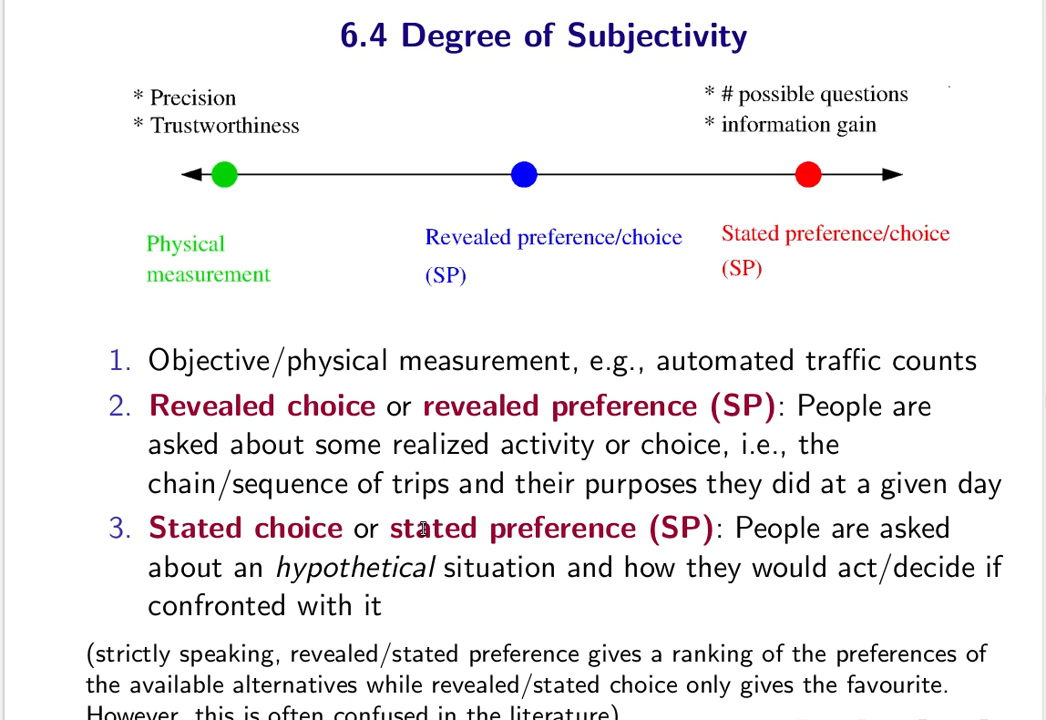 6.4 Degree of Subjectivity
* Precision
* Trustworthiness
* # possible questions
* information gain
Physical
measurement
Revealed preference/choice
(SP)
Stated preference/choice
(SP)
1. Objective/physical measurement, e.g., automated traffic counts
2. Revealed choice or revealed preference (SP): People are
asked about some realized activity or choice, i.e., the
chain/sequence of trips and their purposes they did at a given day
3. Stated choice or stated preference (SP): People are asked
about an hypothetical situation and how they would act/decide if
confronted with it
(strictly speaking, revealed/stated preference gives a ranking of the preferences of
the available alternatives while revealed/stated choice only gives the favourite.
However, this is often confused in the literature)